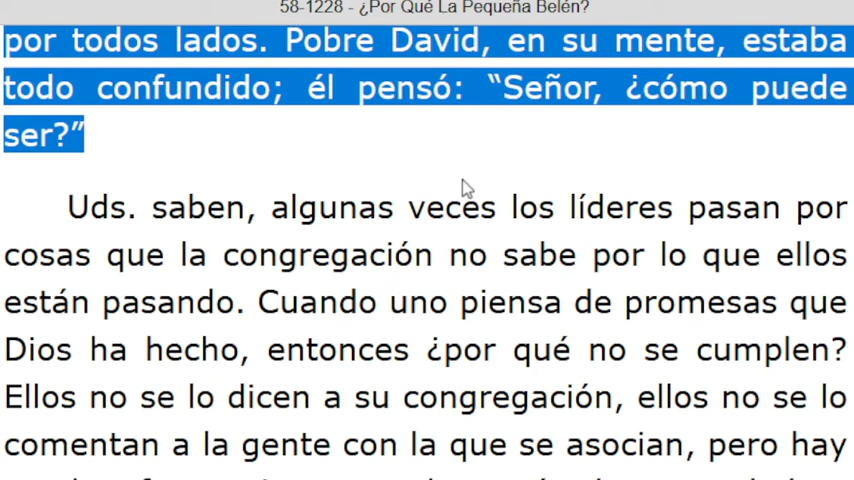 58-1228 - ¿Por Qué La Pequeña Belén?
por todos lados. Pobre David, en su mente, estaba
todo confundido; él pensó: “Señor, ¿cómo puede
ser?”
Uds. saben, algunas veces los líderes pasan por
cosas que la congregación no sabe por lo que ellos
están pasando. Cuando uno piensa de promesas que
Dios ha hecho, entonces ¿por qué no se cumplen?
Ellos no se lo dicen a su congregación, ellos no se lo
comentan a la gente con la que se asocian, pero hay